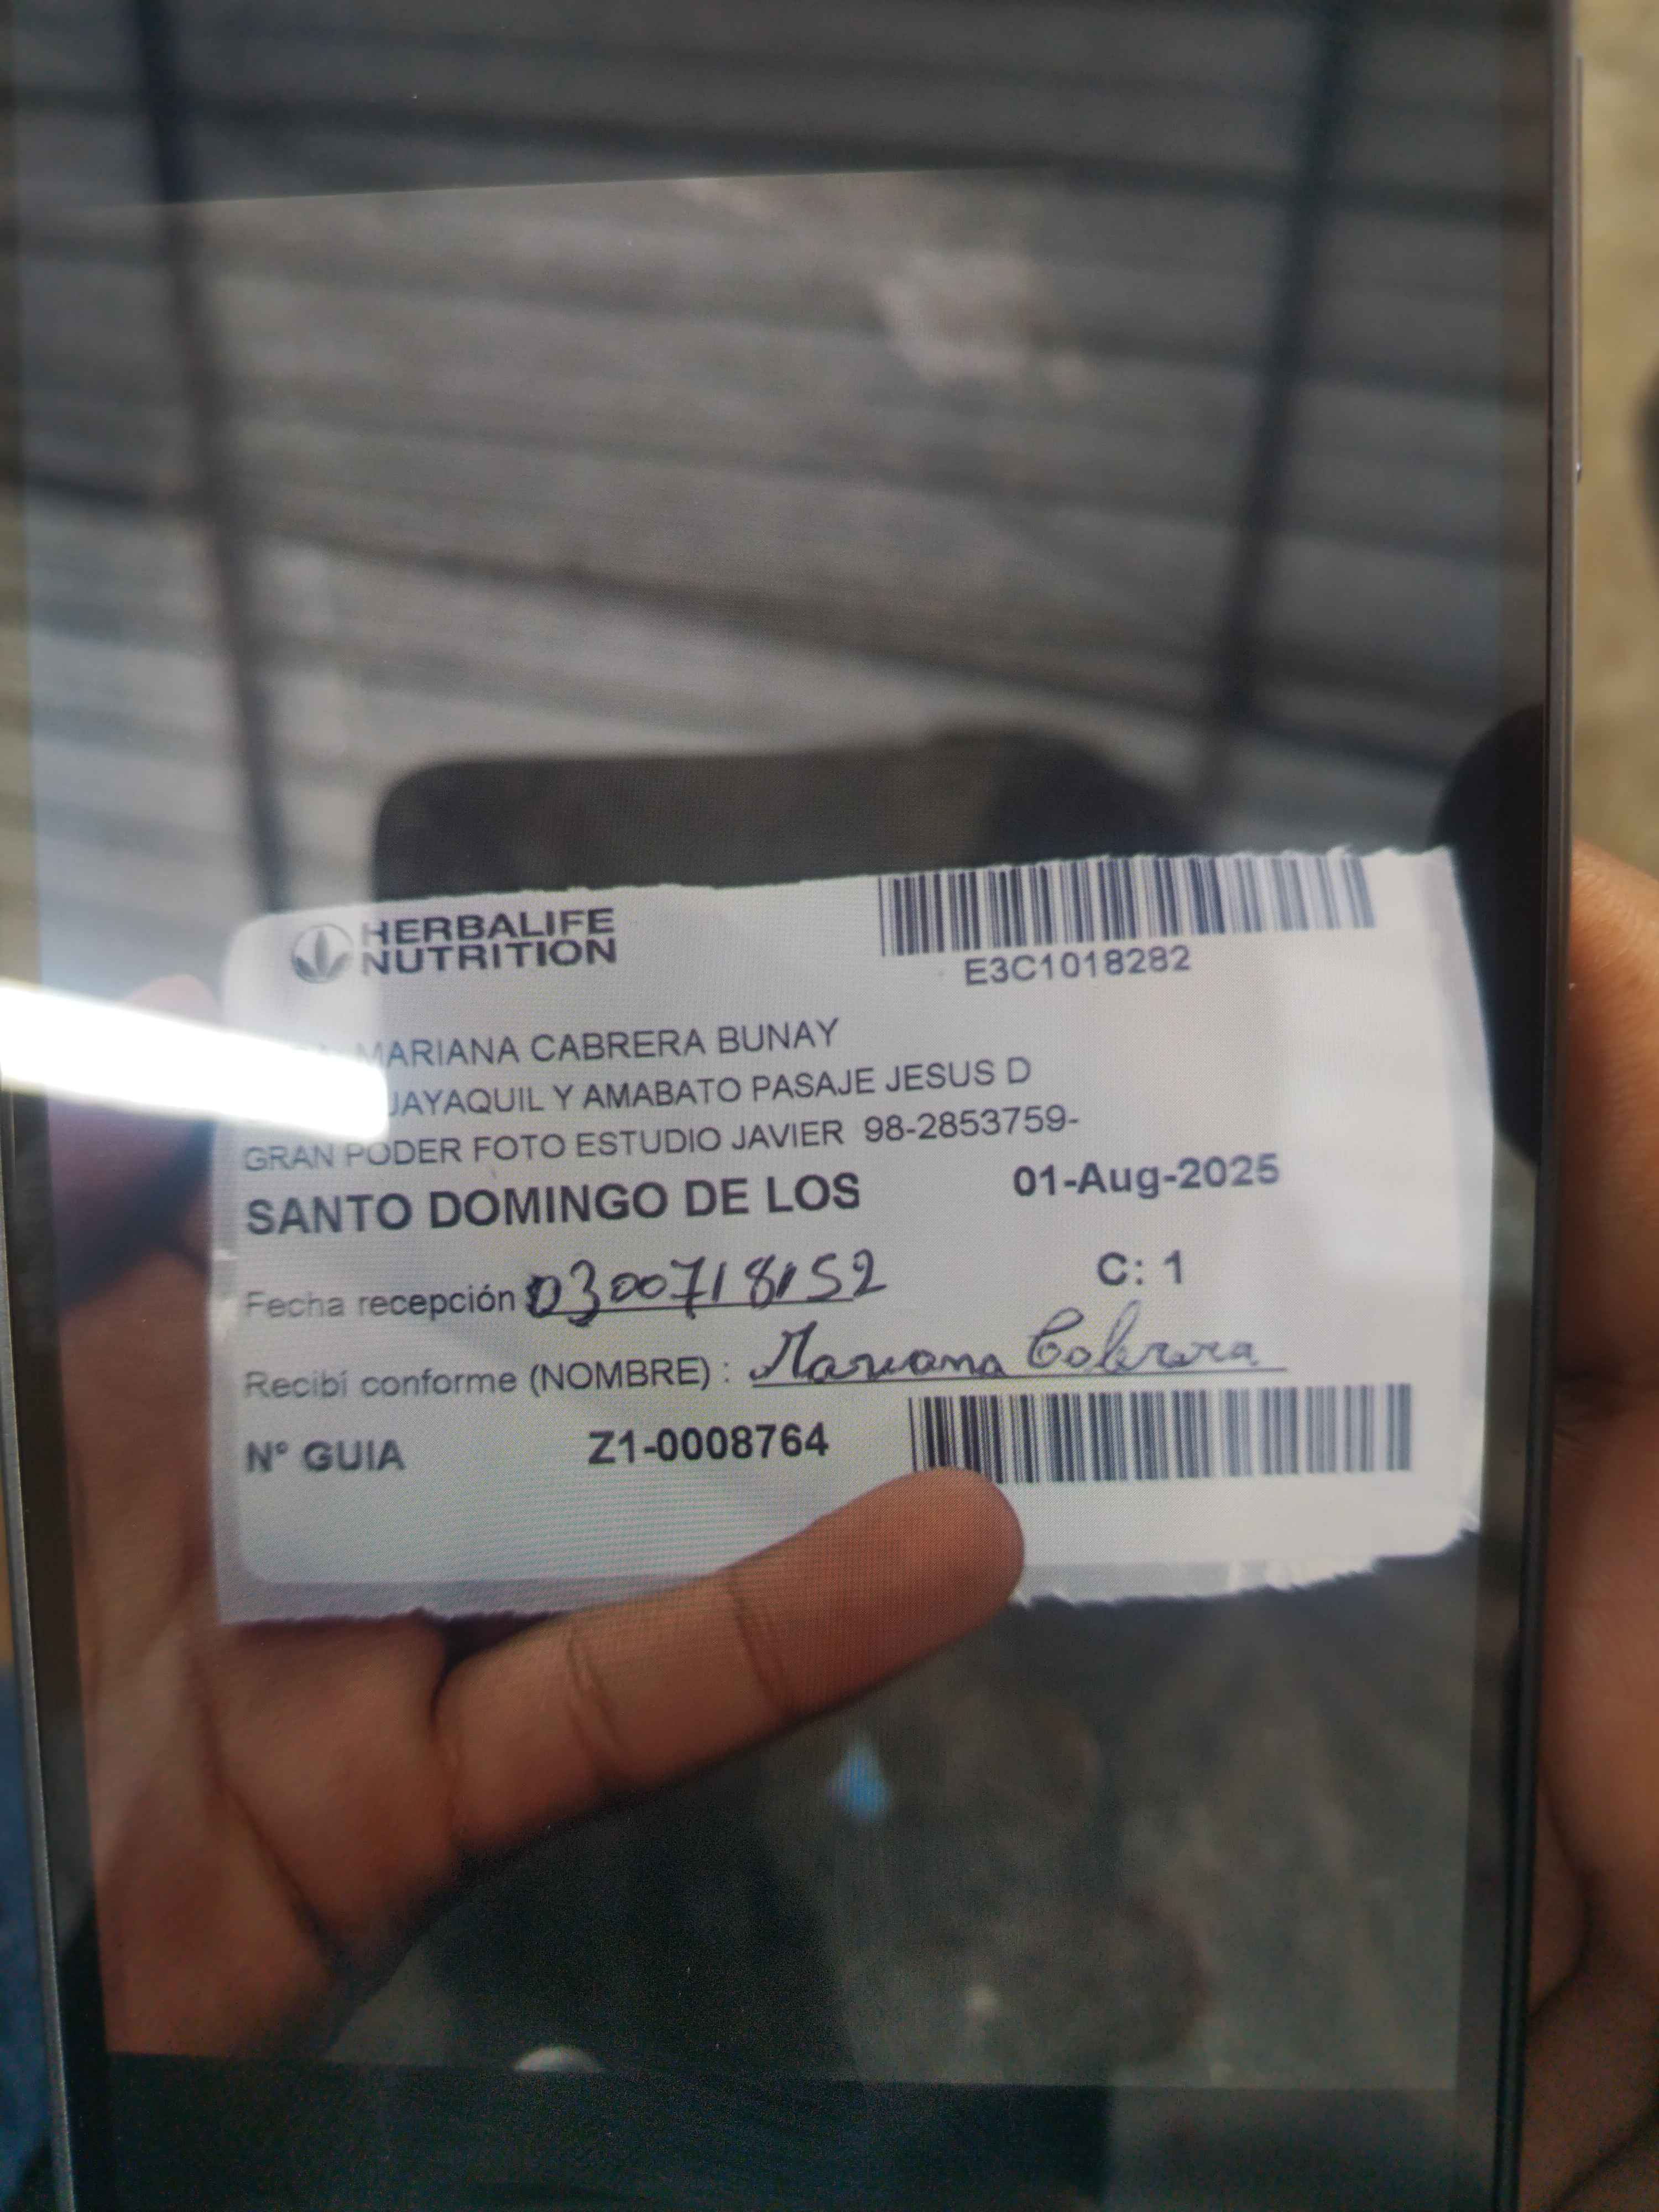 HERBALIFE
NUTRITION
E3C1018282
MARIANA CABRERA BUNAY
Y AMABATO PASAJE JESUS D
GRAN PODER FOTO ESTUDIO JAVIER 98-2853759-
SANTO DOMINGO DE LOS 01-Aug-2025
Fecha recepción 0300718152 C: 1
Recibí conforme (NOMBRE) : Mariana Cabrera
N° GUIA Z1-0008764